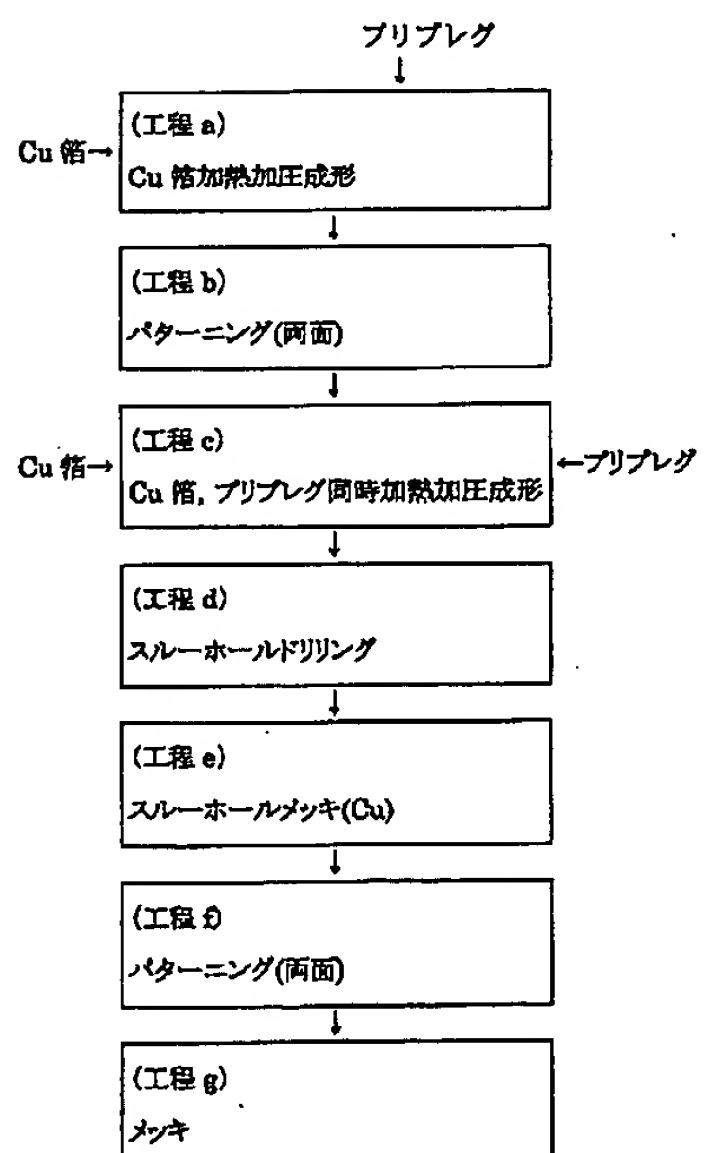 プリプレグ
↓
(工程 a)
Cu 箔→
Cu 箔加熱加圧成形
↓
(工程 b)
パターニング(両面)
↓
(工程 c)
Cu 箔→
←プリプレグ
Cu 箔, プリプレグ同時加熱加圧成形
↓
(工程 d)
スルーホールドリリング
↓
(工程 e)
スルーホールメッキ(Cu)
↓
(工程 f)
パターニング(両面)
↓
(工程 g)
メッキ